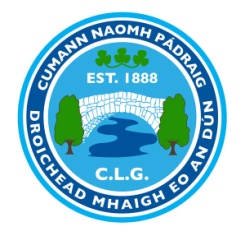 CUMANN NAOMH PÁDRAIG
EST. 1888
C.L.G.
DROICHEAD MHAIGH EO AN DÚN